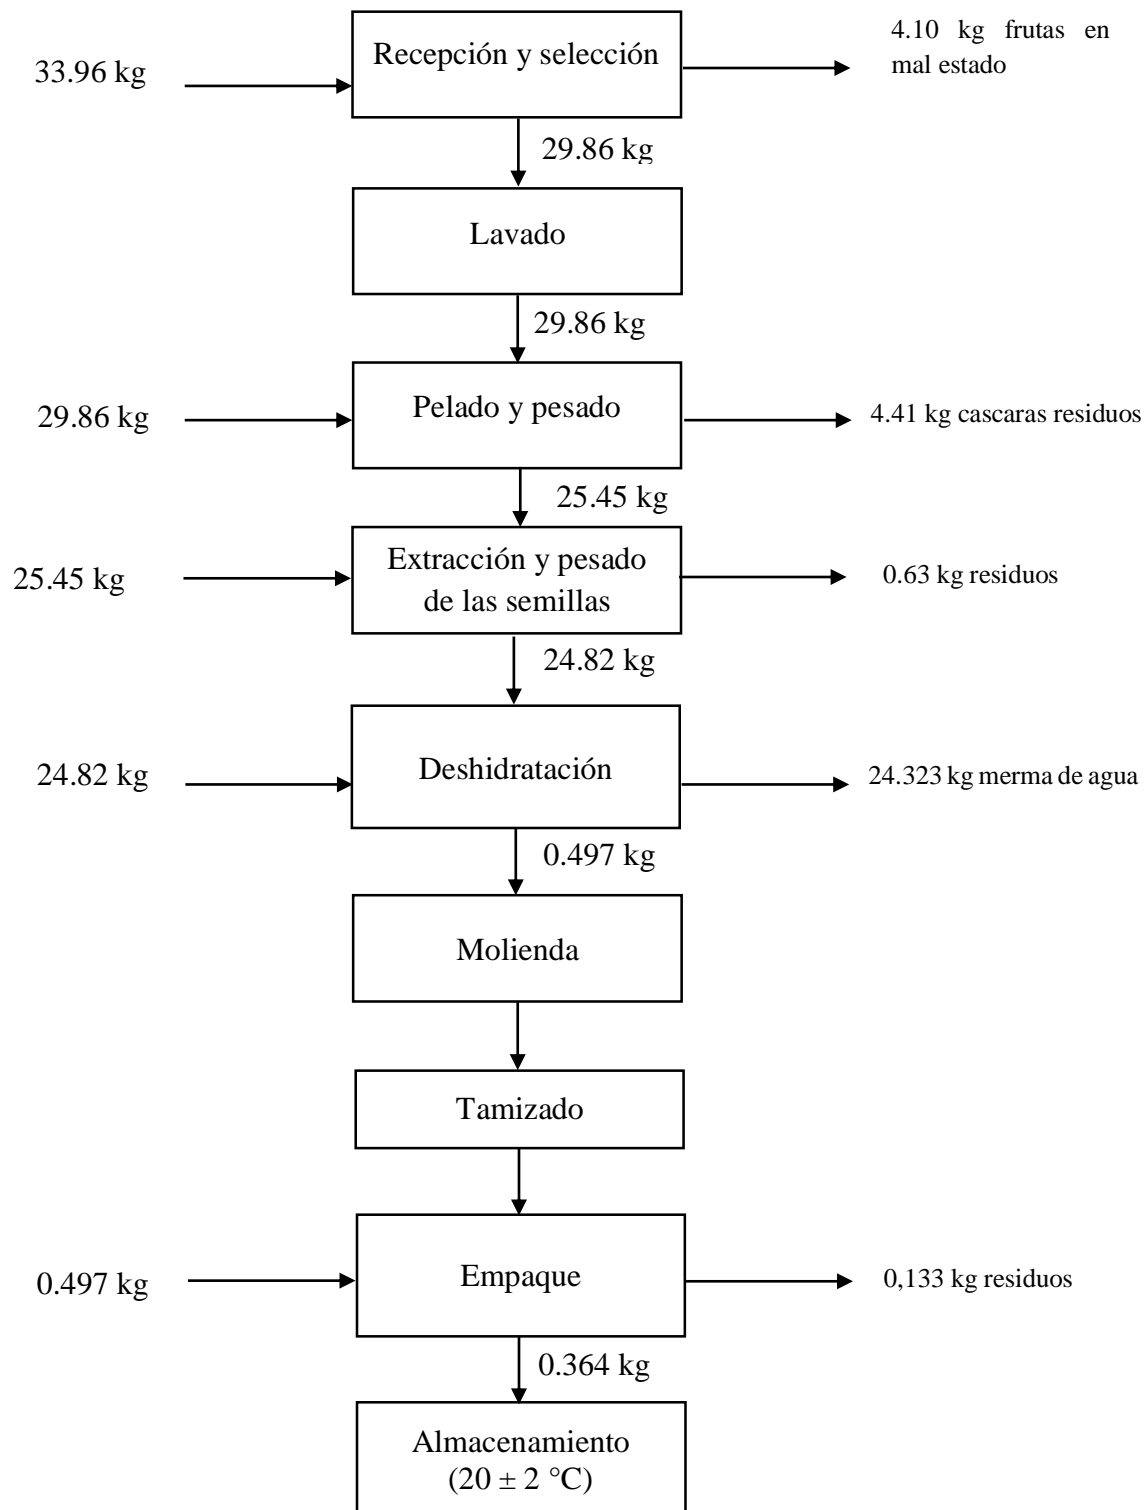 33.96 kg
Recepción y selección
4.10 kg frutas en
mal estado
29.86 kg
Lavado
29.86 kg
29.86 kg
Pelado y pesado
4.41 kg cascaras residuos
25.45 kg
25.45 kg
Extracción y pesado
de las semillas
0.63 kg residuos
24.82 kg
24.82 kg
Deshidratación
24.323 kg merma de agua
0.497 kg
Molienda
Tamizado
0.497 kg
Empaque
0,133 kg residuos
0.364 kg
Almacenamiento
(20 ± 2 °C)